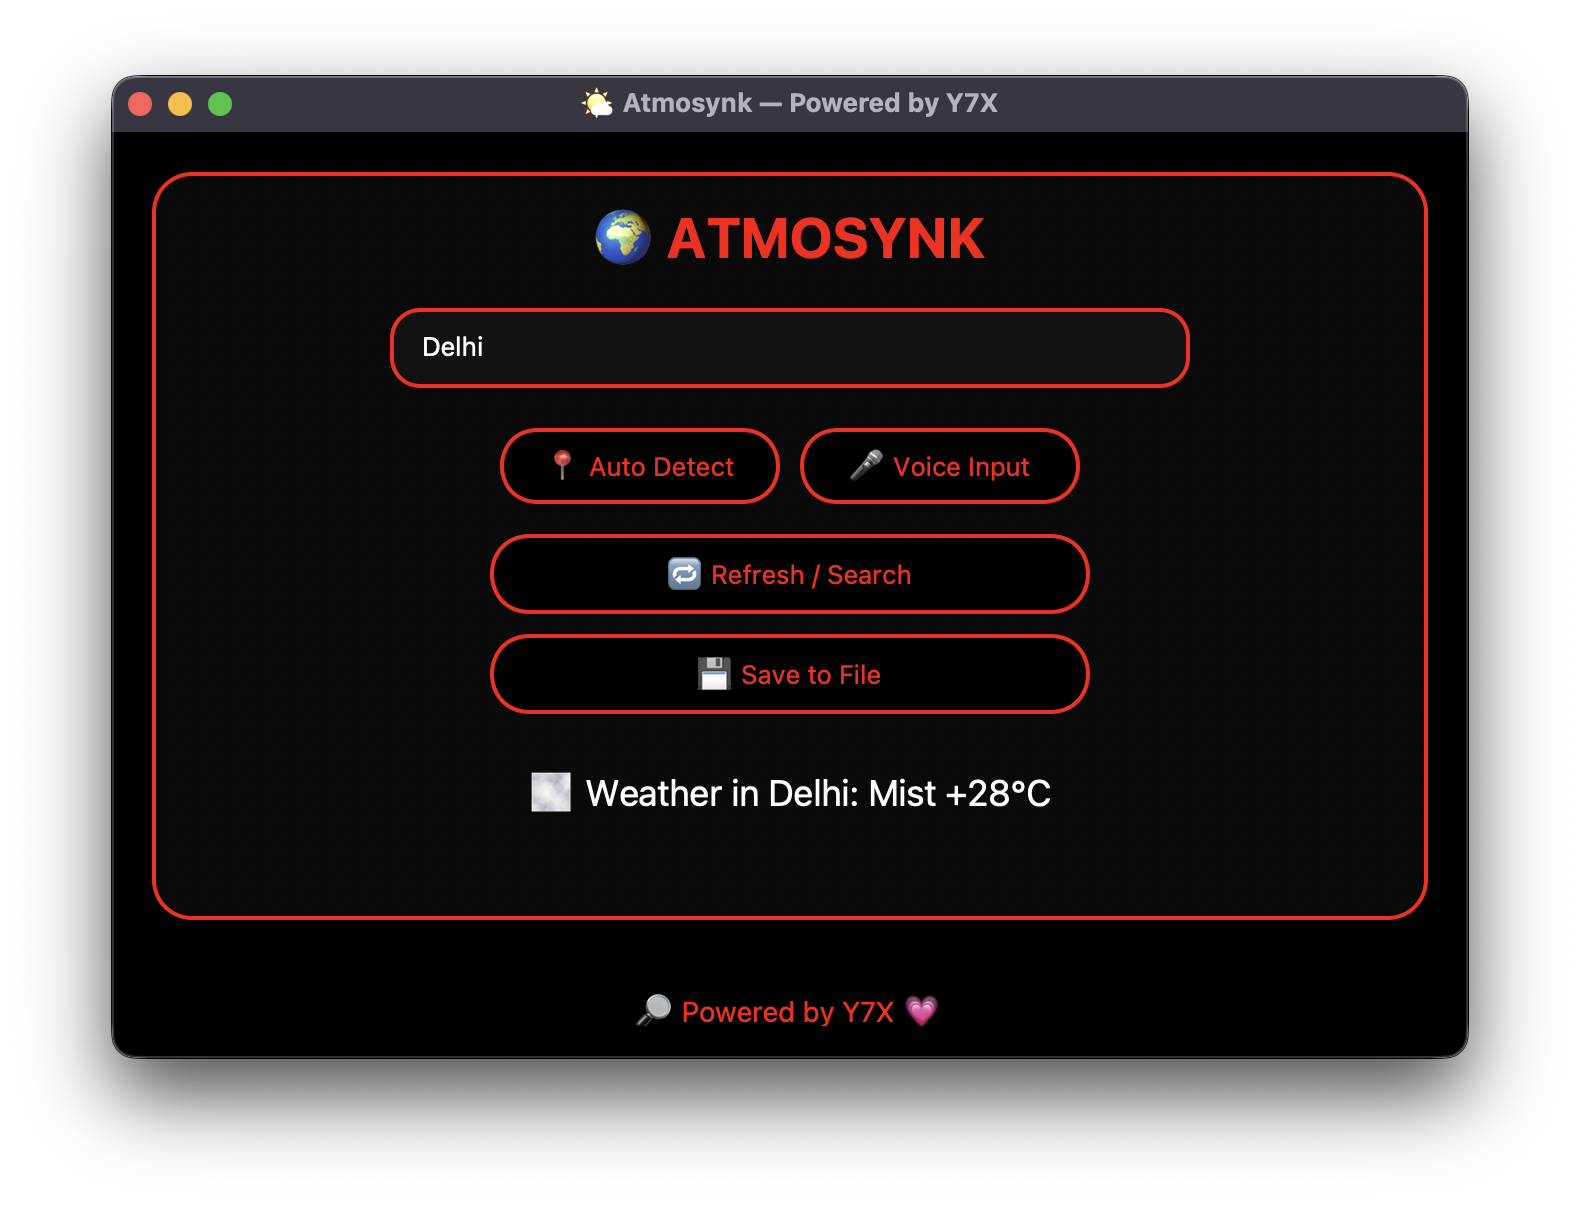 🌤️ Atmosynk — Powered by Y7X
🌍 ATMOSYNK
Delhi
📍 Auto Detect
🎤 Voice Input
🔁 Refresh / Search
💾 Save to File
🌫️ Weather in Delhi: Mist +28°C
🔎 Powered by Y7X 💗